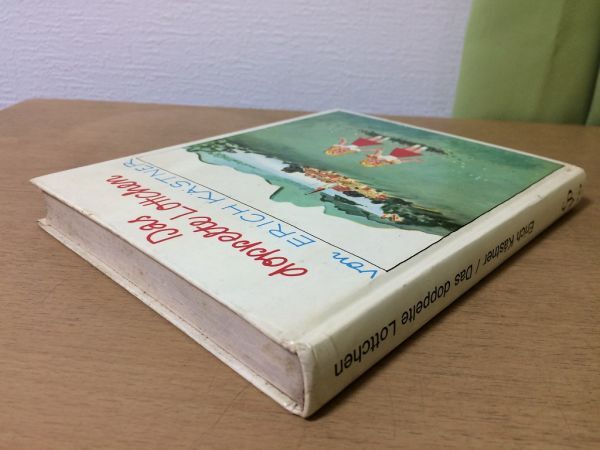 Das
doppelte Lottchen
von ERICH KÄSTNER
Erich Kästner / Das doppelte Lottchen